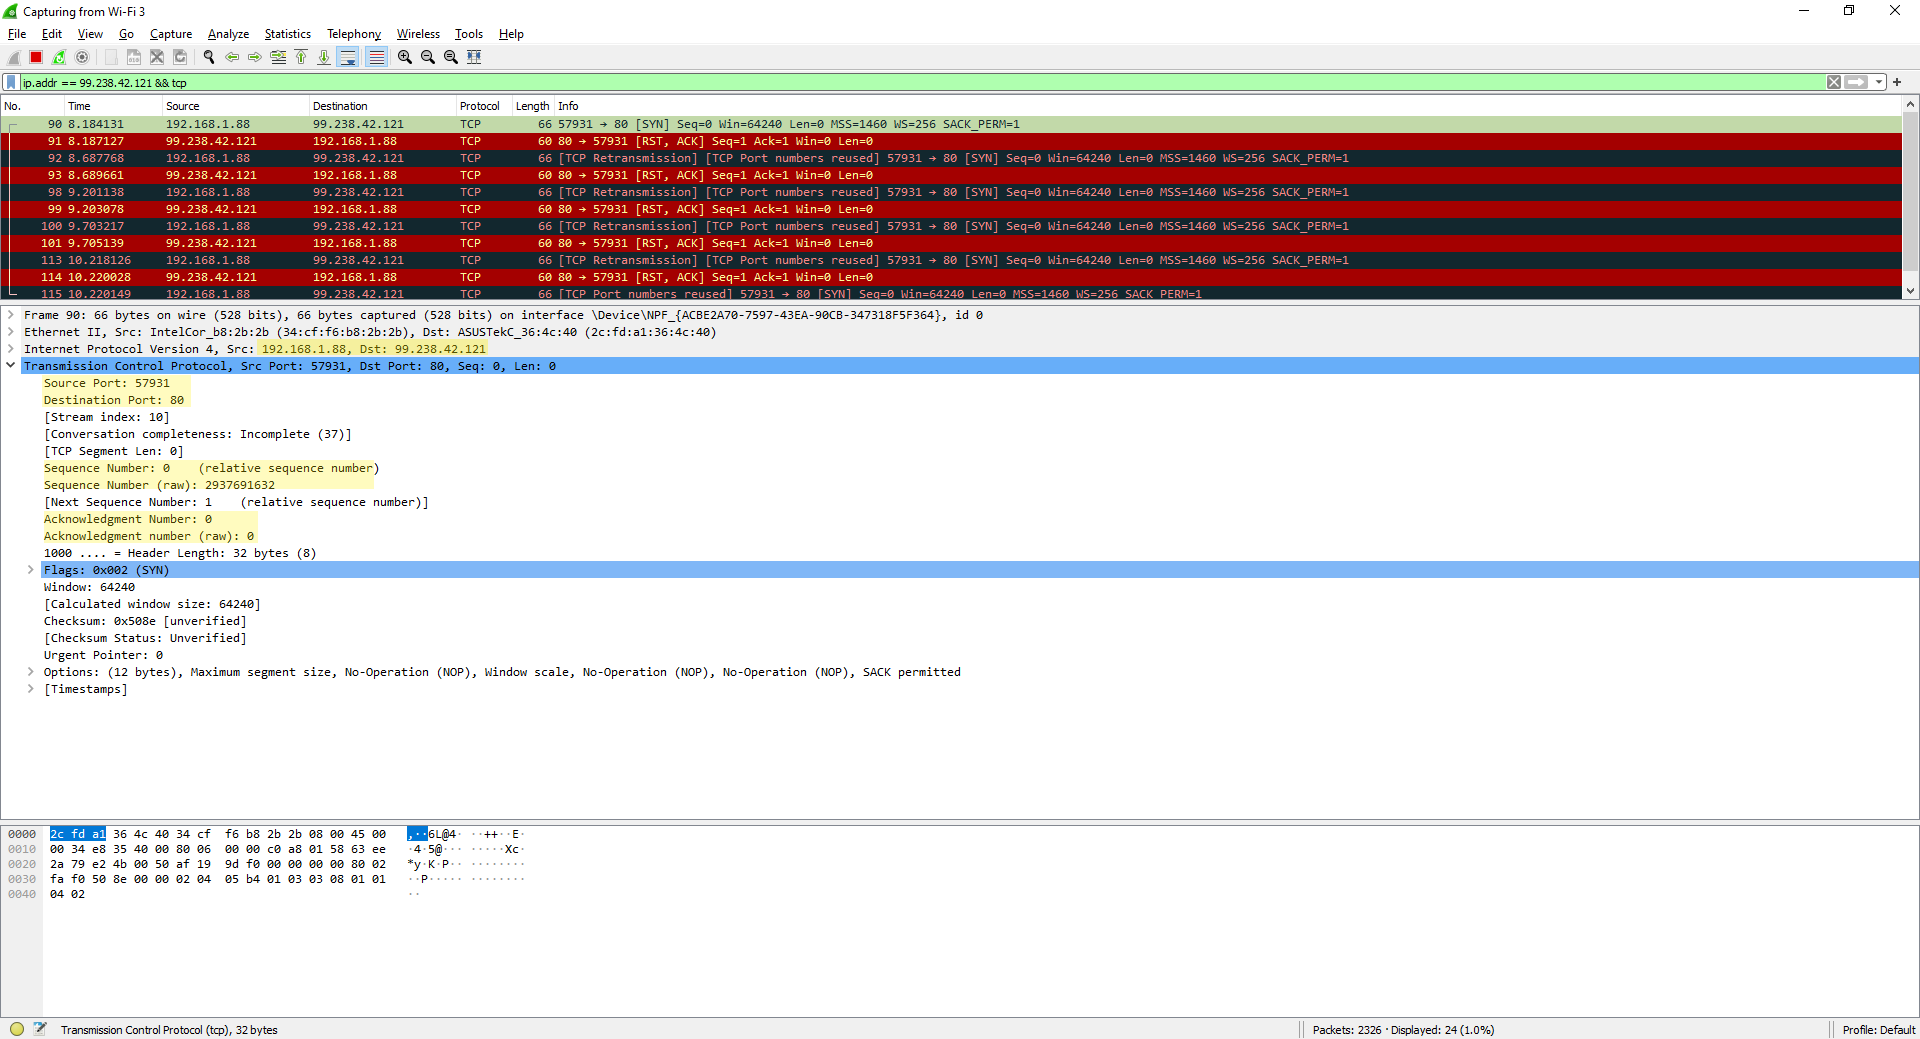 Capturing from Wi-Fi 3
File Edit View Go Capture Analyze Statistics Telephony Wireless Tools Help
ip.addr == 99.238.42.121 && tcp
No. Time Source Destination Protocol Length Info
90 8.184131 192.168.1.88 99.238.42.121 TCP 66 57931 → 80 [SYN] Seq=0 Win=64240 Len=0 MSS=1460 WS=256 SACK_PERM=1
91 8.187127 99.238.42.121 192.168.1.88 TCP 60 80 → 57931 [RST, ACK] Seq=1 Ack=1 Win=0 Len=0
92 8.687768 192.168.1.88 99.238.42.121 TCP 66 [TCP Retransmission] [TCP Port numbers reused] 57931 → 80 [SYN] Seq=0 Win=64240 Len=0 MSS=1460 WS=256 SACK_PERM=1
93 8.689661 99.238.42.121 192.168.1.88 TCP 60 80 → 57931 [RST, ACK] Seq=1 Ack=1 Win=0 Len=0
98 9.201138 192.168.1.88 99.238.42.121 TCP 66 [TCP Retransmission] [TCP Port numbers reused] 57931 → 80 [SYN] Seq=0 Win=64240 Len=0 MSS=1460 WS=256 SACK_PERM=1
99 9.203078 99.238.42.121 192.168.1.88 TCP 60 80 → 57931 [RST, ACK] Seq=1 Ack=1 Win=0 Len=0
100 9.703217 192.168.1.88 99.238.42.121 TCP 66 [TCP Retransmission] [TCP Port numbers reused] 57931 → 80 [SYN] Seq=0 Win=64240 Len=0 MSS=1460 WS=256 SACK_PERM=1
101 9.705139 99.238.42.121 192.168.1.88 TCP 60 80 → 57931 [RST, ACK] Seq=1 Ack=1 Win=0 Len=0
113 10.218126 192.168.1.88 99.238.42.121 TCP 66 [TCP Retransmission] [TCP Port numbers reused] 57931 → 80 [SYN] Seq=0 Win=64240 Len=0 MSS=1460 WS=256 SACK_PERM=1
114 10.220028 99.238.42.121 192.168.1.88 TCP 60 80 → 57931 [RST, ACK] Seq=1 Ack=1 Win=0 Len=0
115 10.220149 192.168.1.88 99.238.42.121 TCP 66 [TCP Port numbers reused] 57931 → 80 [SYN] Seq=0 Win=64240 Len=0 MSS=1460 WS=256 SACK_PERM=1
Frame 90: 66 bytes on wire (528 bits), 66 bytes captured (528 bits) on interface \Device\NPF_{ACBE2A70-7597-43EA-90CB-347318F5F364}, id 0
Ethernet II, Src: IntelCor_b8:2b:2b (34:cf:f6:b8:2b:2b), Dst: ASUSTekC_36:4c:40 (2c:fd:a1:36:4c:40)
Internet Protocol Version 4, Src: 192.168.1.88, Dst: 99.238.42.121
Transmission Control Protocol, Src Port: 57931, Dst Port: 80, Seq: 0, Len: 0
Source Port: 57931
Destination Port: 80
[Stream index: 10]
[Conversation completeness: Incomplete (37)]
[TCP Segment Len: 0]
Sequence Number: 0 (relative sequence number)
Sequence Number (raw): 2937691632
[Next Sequence Number: 1 (relative sequence number)]
Acknowledgment Number: 0
Acknowledgment number (raw): 0
1000 .... = Header Length: 32 bytes (8)
Flags: 0x002 (SYN)
Window: 64240
[Calculated window size: 64240]
Checksum: 0x508e [unverified]
[Checksum Status: Unverified]
Urgent Pointer: 0
Options: (12 bytes), Maximum segment size, No-Operation (NOP), Window scale, No-Operation (NOP), No-Operation (NOP), SACK permitted
[Timestamps]
0000 2c fd a1 36 4c 40 34 cf f6 b8 2b 2b 08 00 45 00 ,··6L@4· ··++··E·
0010 00 34 e8 35 40 00 80 06 00 00 c0 a8 01 58 63 ee ·4·5@··· ·····Xc·
0020 2a 79 e2 4b 00 50 af 19 9d f0 00 00 00 00 80 02 *y·K·P·· ········
0030 fa f0 50 8e 00 00 02 04 05 b4 01 03 03 08 01 01 ··P····· ········
0040 04 02 ··
Transmission Control Protocol (tcp), 32 bytes
Packets: 2326 · Displayed: 24 (1.0%)
Profile: Default